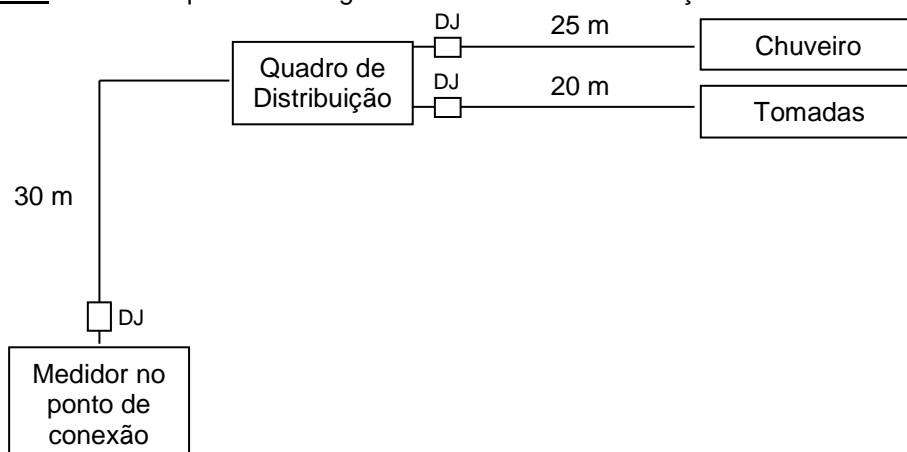 DJ
25 m
Chuveiro
Quadro de
Distribuição
DJ
20 m
Tomadas
30 m
DJ
Medidor no
ponto de
conexão